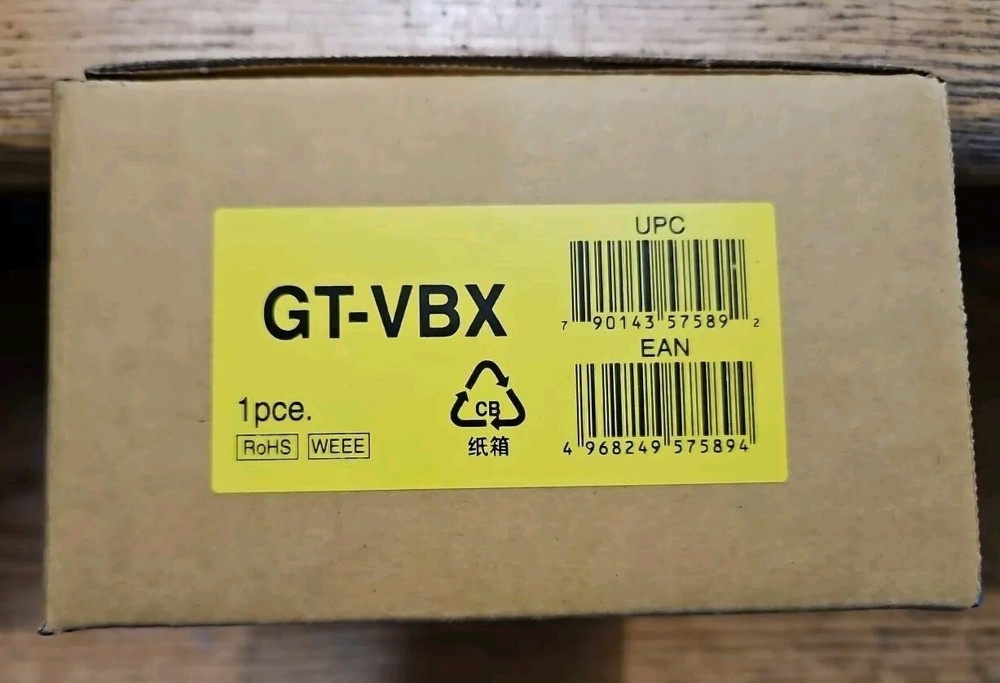 GT-VBX
1pce.
RoHS WEEE
CB
纸箱
UPC
7 90143 57589 2
EAN
4 968249 575894